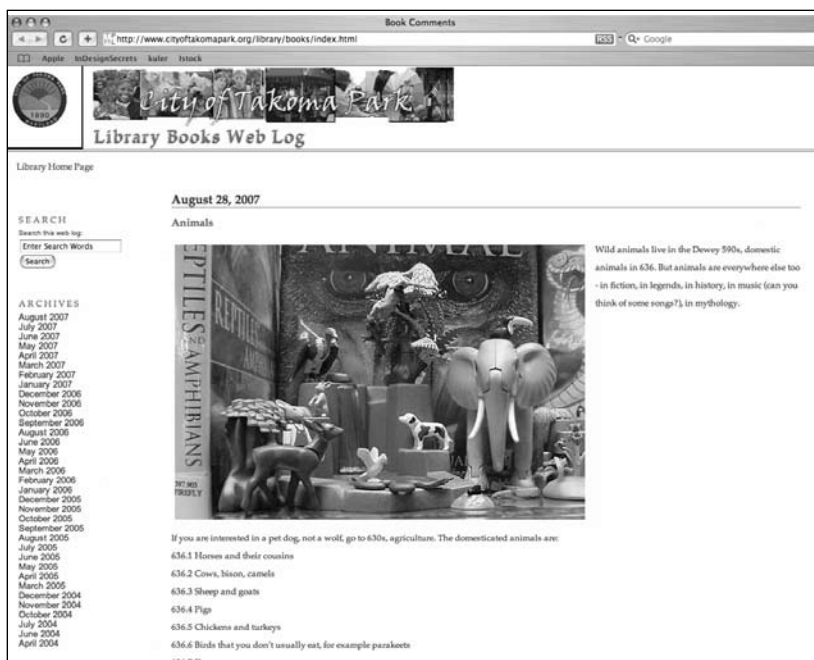 Book Comments
http://www.cityoftakomapark.org/library/books/index.html
RSS
Google
Apple InDesignSecrets kuler Istock
1890
City of Takoma Park
Library Books Web Log
Library Home Page
August 28, 2007
Animals
SEARCH
Search this web log:
Enter Search Words
Search
ARCHIVES
August 2007
July 2007
June 2007
May 2007
April 2007
March 2007
February 2007
January 2007
December 2006
November 2006
October 2006
September 2006
August 2006
June 2006
May 2006
April 2006
March 2006
February 2006
January 2006
December 2005
November 2005
October 2005
September 2005
August 2005
July 2005
June 2005
May 2005
April 2005
March 2005
December 2004
November 2004
October 2004
July 2004
June 2004
April 2004
ANIMAL
REPTILES AND AMPHIBIANS
REPTILES
AMPHIBIANS
597.903
FIREFLY
Wild animals live in the Dewey 590s, domestic
animals in 636. But animals are everywhere else too
- in fiction, in legends, in history, in music (can you
think of some songs?), in mythology.
If you are interested in a pet dog, not a wolf, go to 630s, agriculture. The domesticated animals are:
636.1 Horses and their cousins
636.2 Cows, bison, camels
636.3 Sheep and goats
636.4 Pigs
636.5 Chickens and turkeys
636.6 Birds that you don't usually eat, for example parakeets